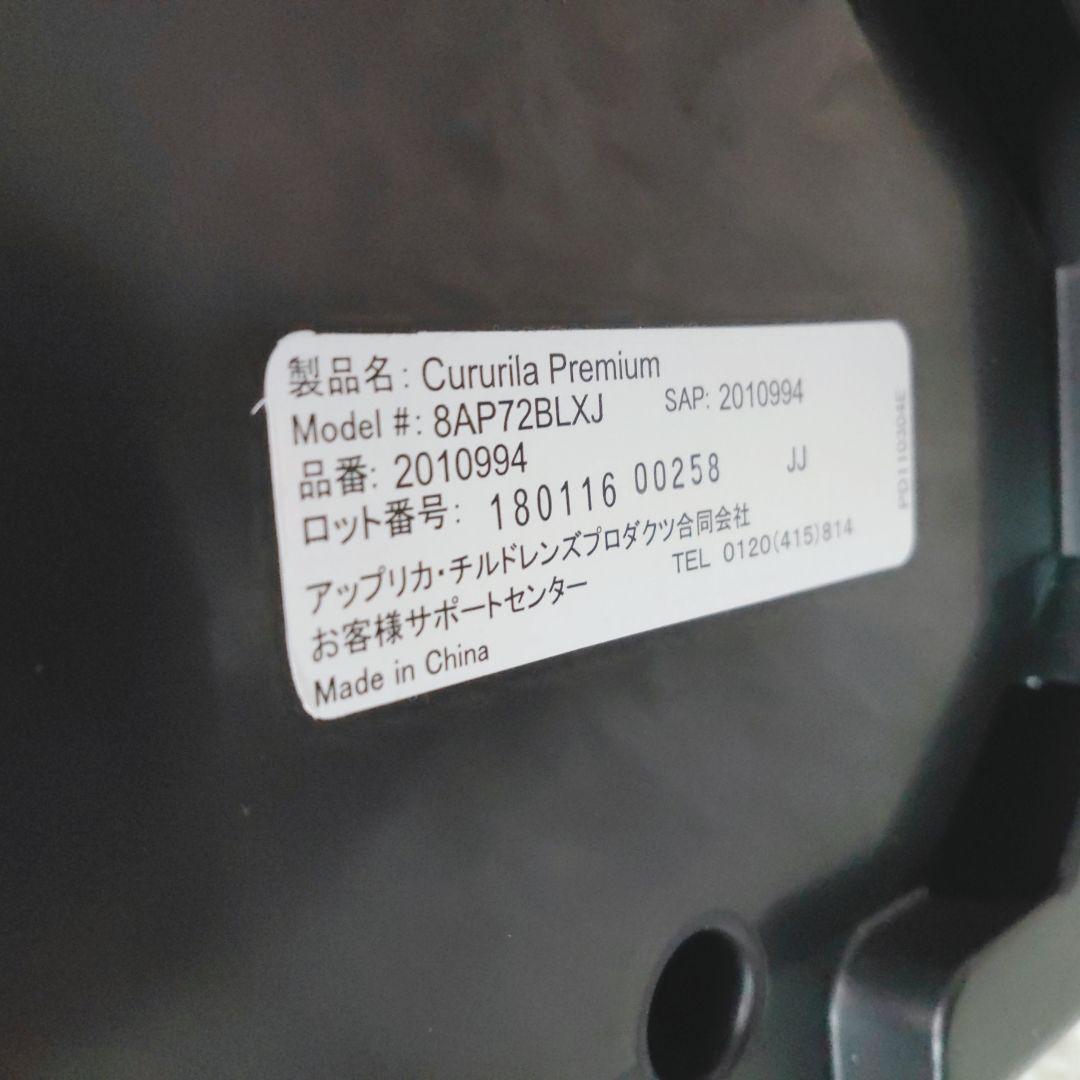 製品名: Cururila Premium
Model #: 8AP72BLXJ SAP: 2010994
品番: 2010994
ロット番号: 180116 00258 JJ
アップリカ・チルドレンズプロダクツ合同会社
お客様サポートセンター TEL 0120(415)814
Made in China
PD110304E